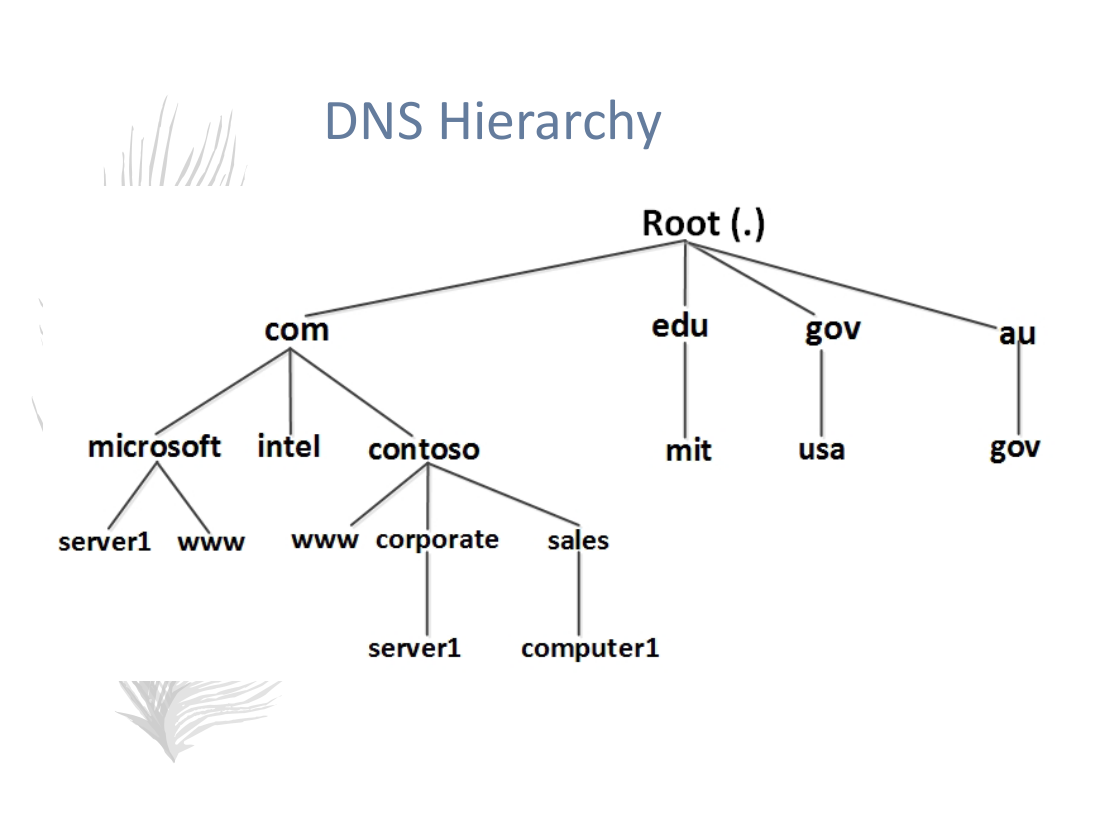 DNS Hierarchy
Root (.)
com edu gov au
microsoft intel contoso mit usa gov
server1 www www corporate sales
server1 computer1